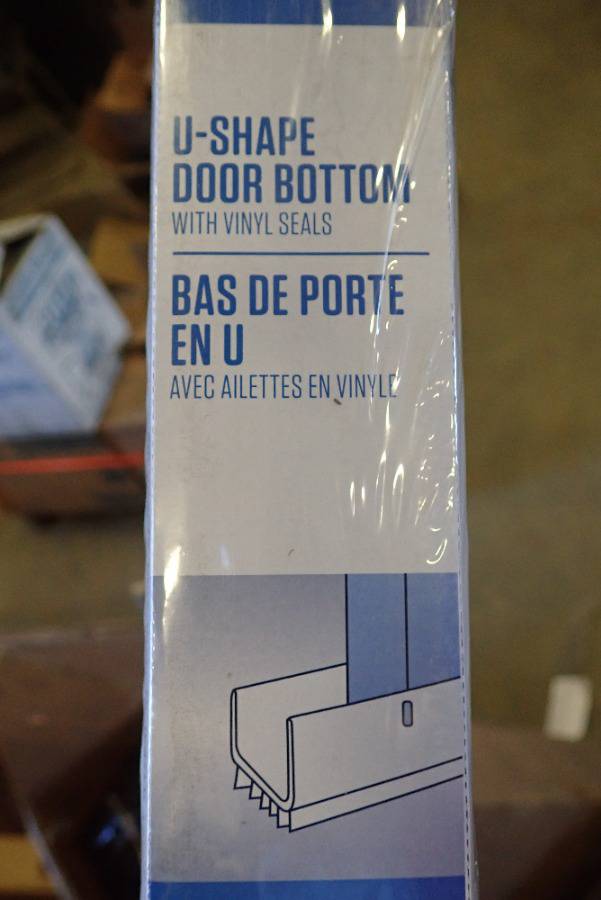 U-SHAPE
DOOR BOTTOM
WITH VINYL SEALS
BAS DE PORTE
EN U
AVEC AILETTES EN VINYLE